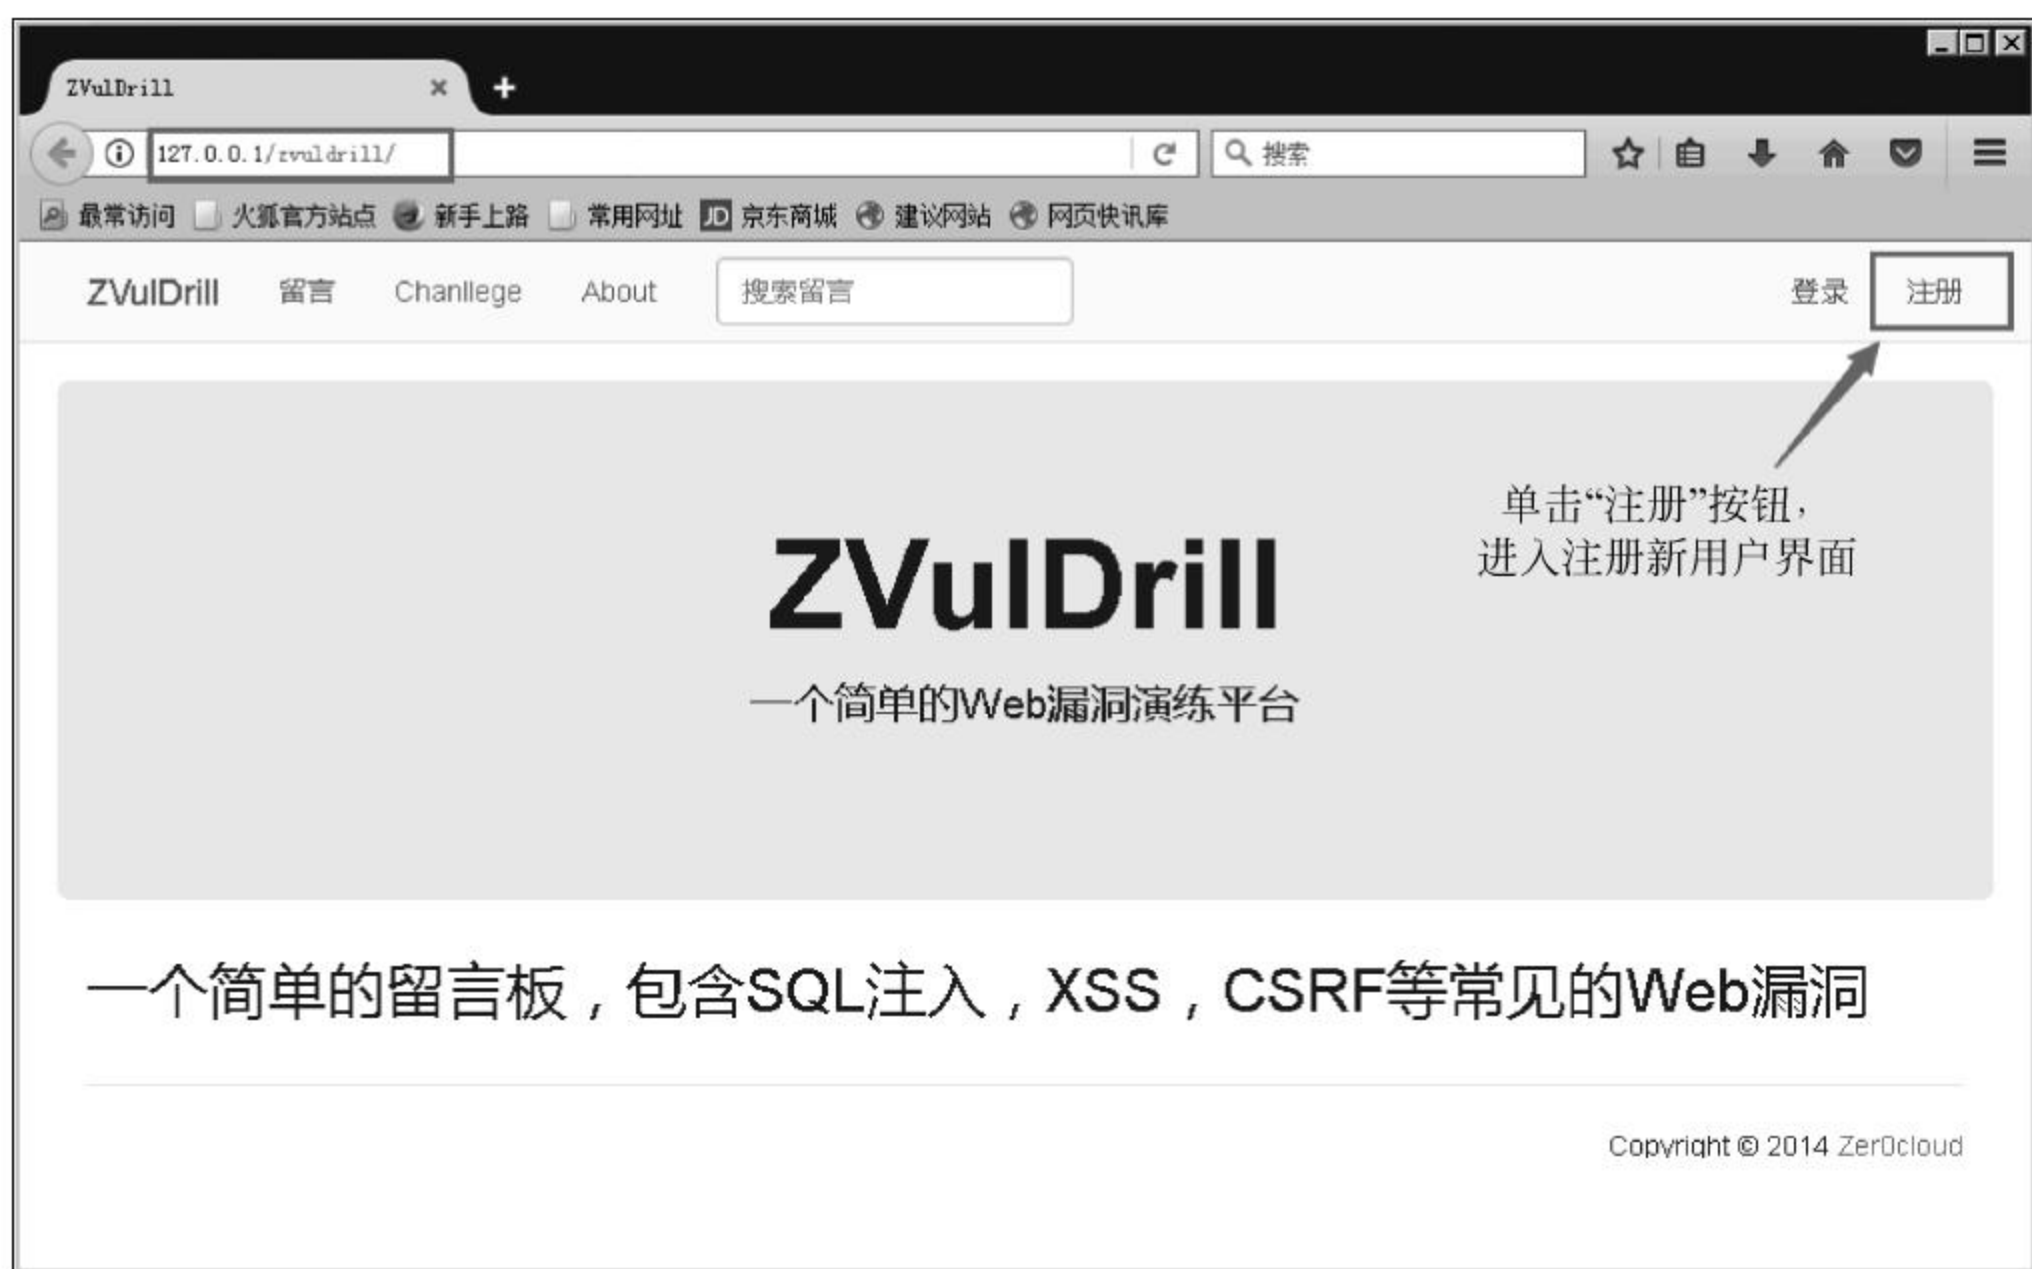 ZVulDrill
127.0.0.1/zvuldrill/
搜索
最常访问 火狐官方站点 新手上路 常用网址 JD 京东商城 建议网站 网页快讯库
ZVulDrill 留言 Chanllege About 搜索留言 登录 注册
单击“注册”按钮，
进入注册新用户界面
ZVulDrill
一个简单的Web漏洞演练平台
一个简单的留言板，包含SQL注入，XSS，CSRF等常见的Web漏洞
Copyright © 2014 Zer0cloud